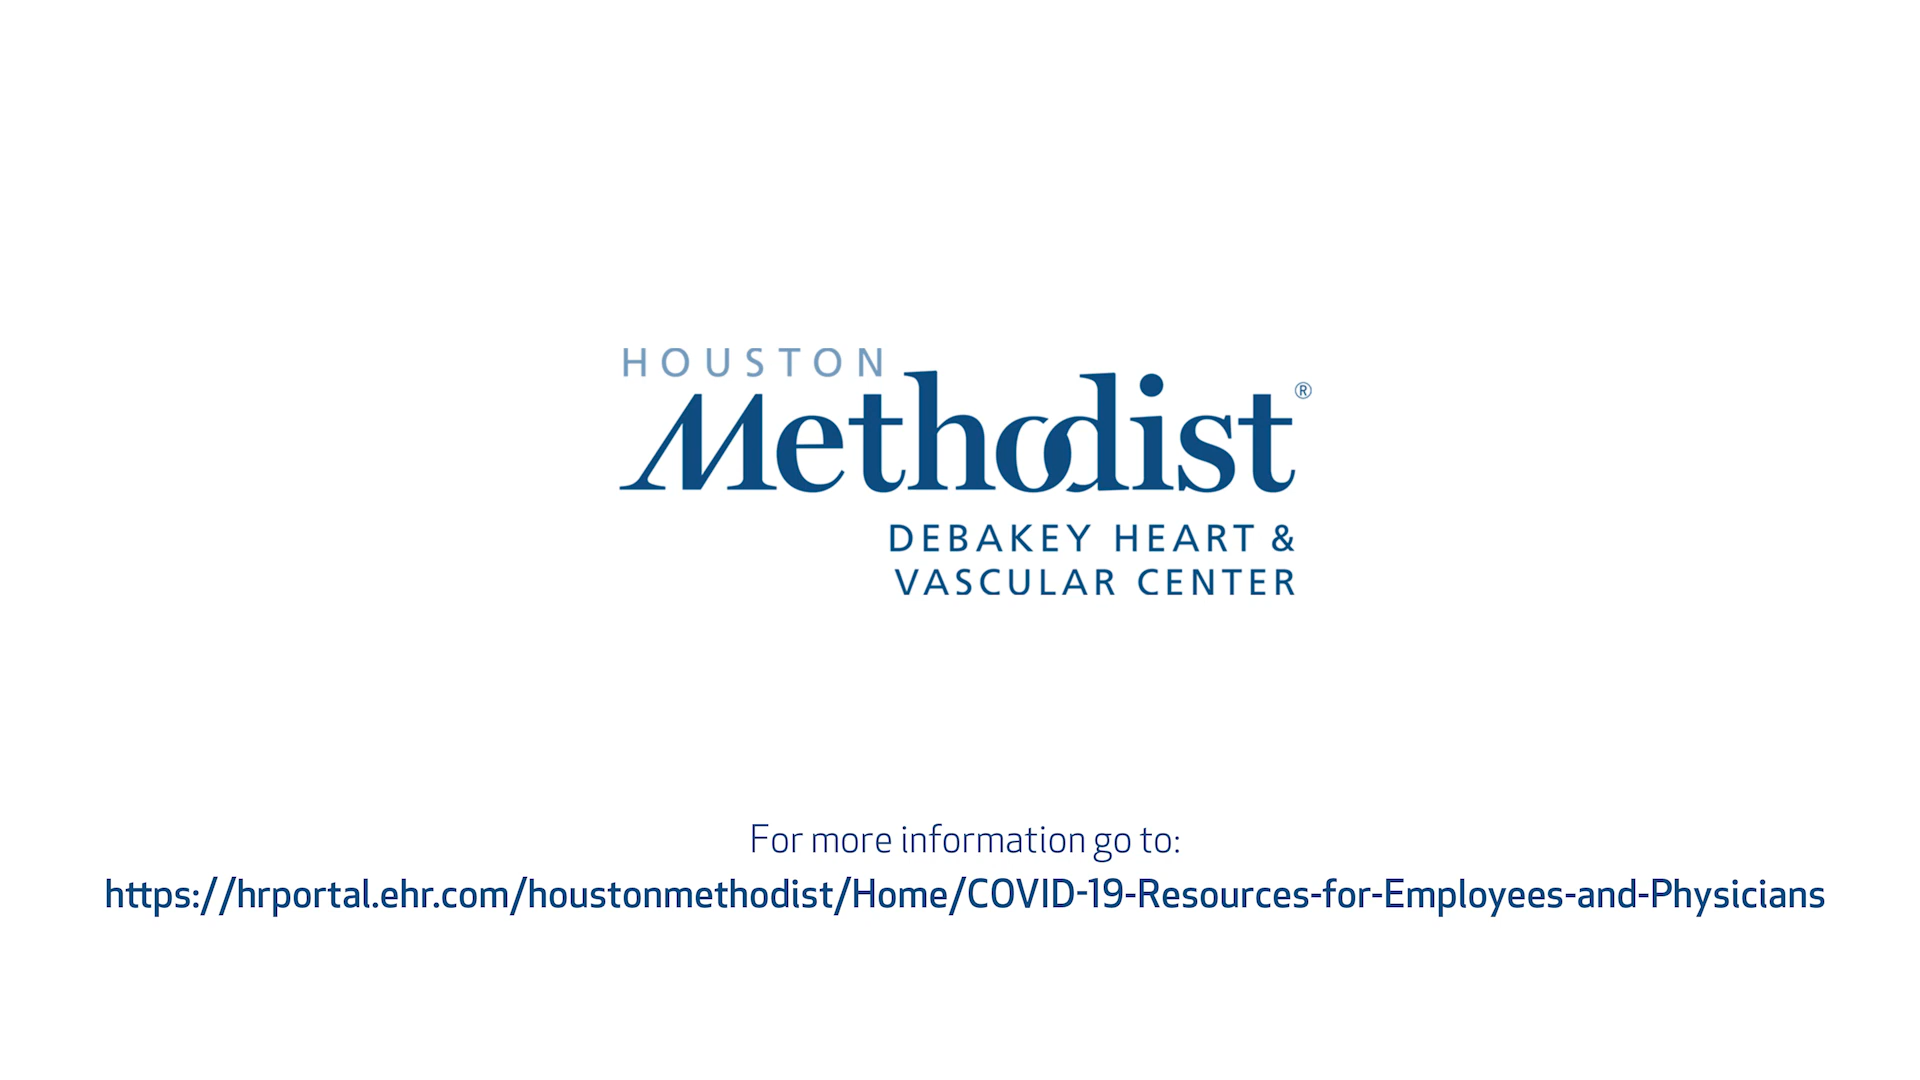 HOUSTON
Methodist®
DEBAKEY HEART &
VASCULAR CENTER
For more information go to:
https://hrportal.ehr.com/houstonmethodist/Home/COVID-19-Resources-for-Employees-and-Physicians